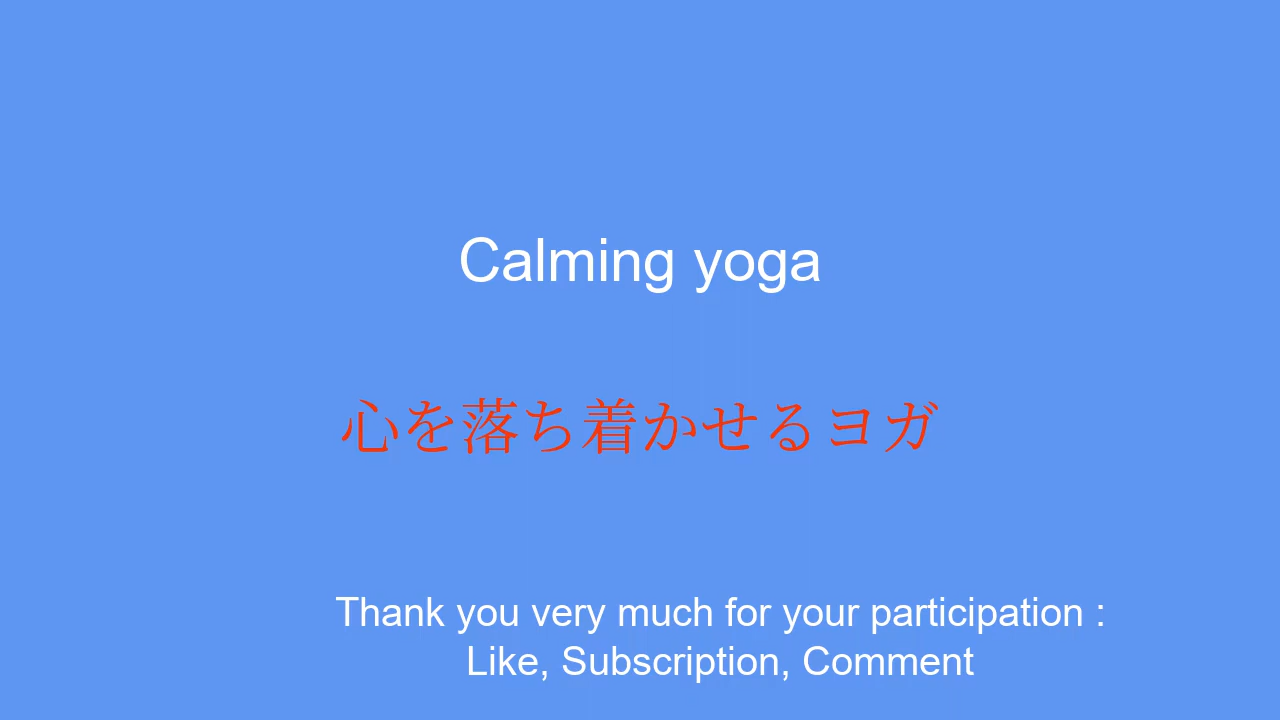 Calming yoga
心を落ち着かせるヨガ
Thank you very much for your participation :
Like, Subscription, Comment